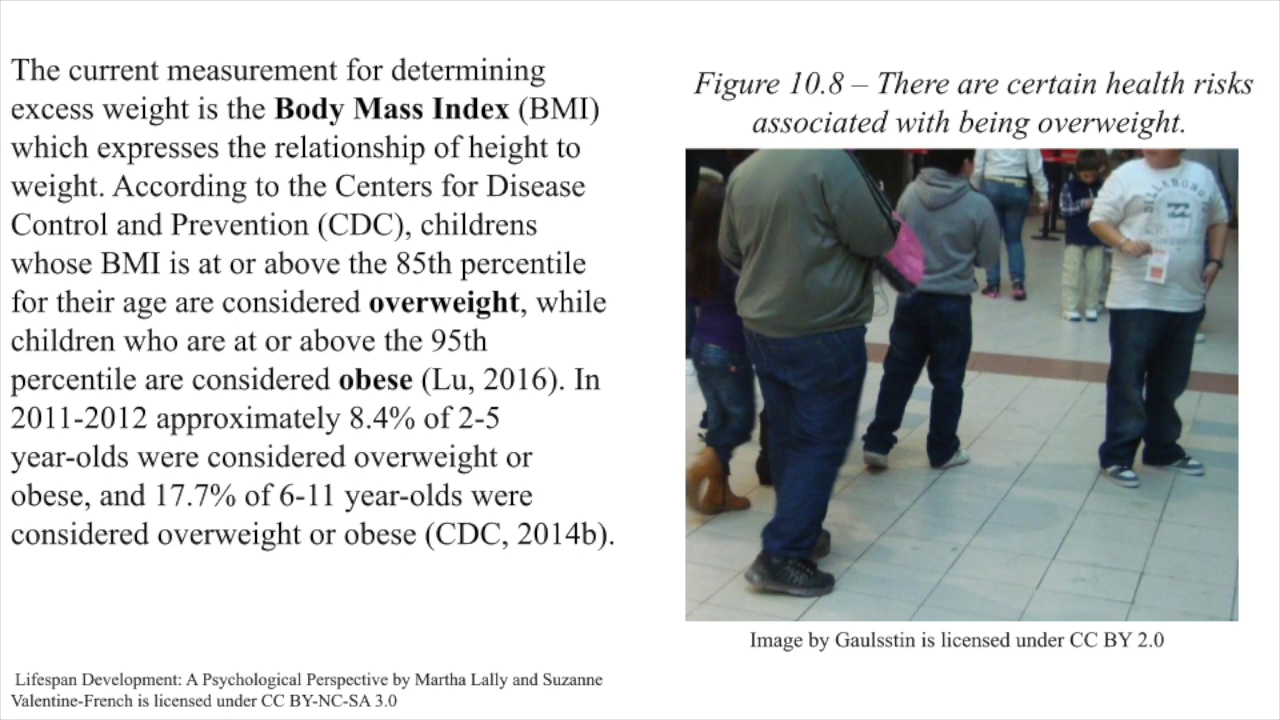 The current measurement for determining
excess weight is the Body Mass Index (BMI)
which expresses the relationship of height to
weight. According to the Centers for Disease
Control and Prevention (CDC), childrens
whose BMI is at or above the 85th percentile
for their age are considered overweight, while
children who are at or above the 95th
percentile are considered obese (Lu, 2016). In
2011-2012 approximately 8.4% of 2-5
year-olds were considered overweight or
obese, and 17.7% of 6-11 year-olds were
considered overweight or obese (CDC, 2014b).
Lifespan Development: A Psychological Perspective by Martha Lally and Suzanne
Valentine-French is licensed under CC BY-NC-SA 3.0
Figure 10.8 – There are certain health risks
associated with being overweight.
BILLABONG
Image by Gaulsstin is licensed under CC BY 2.0